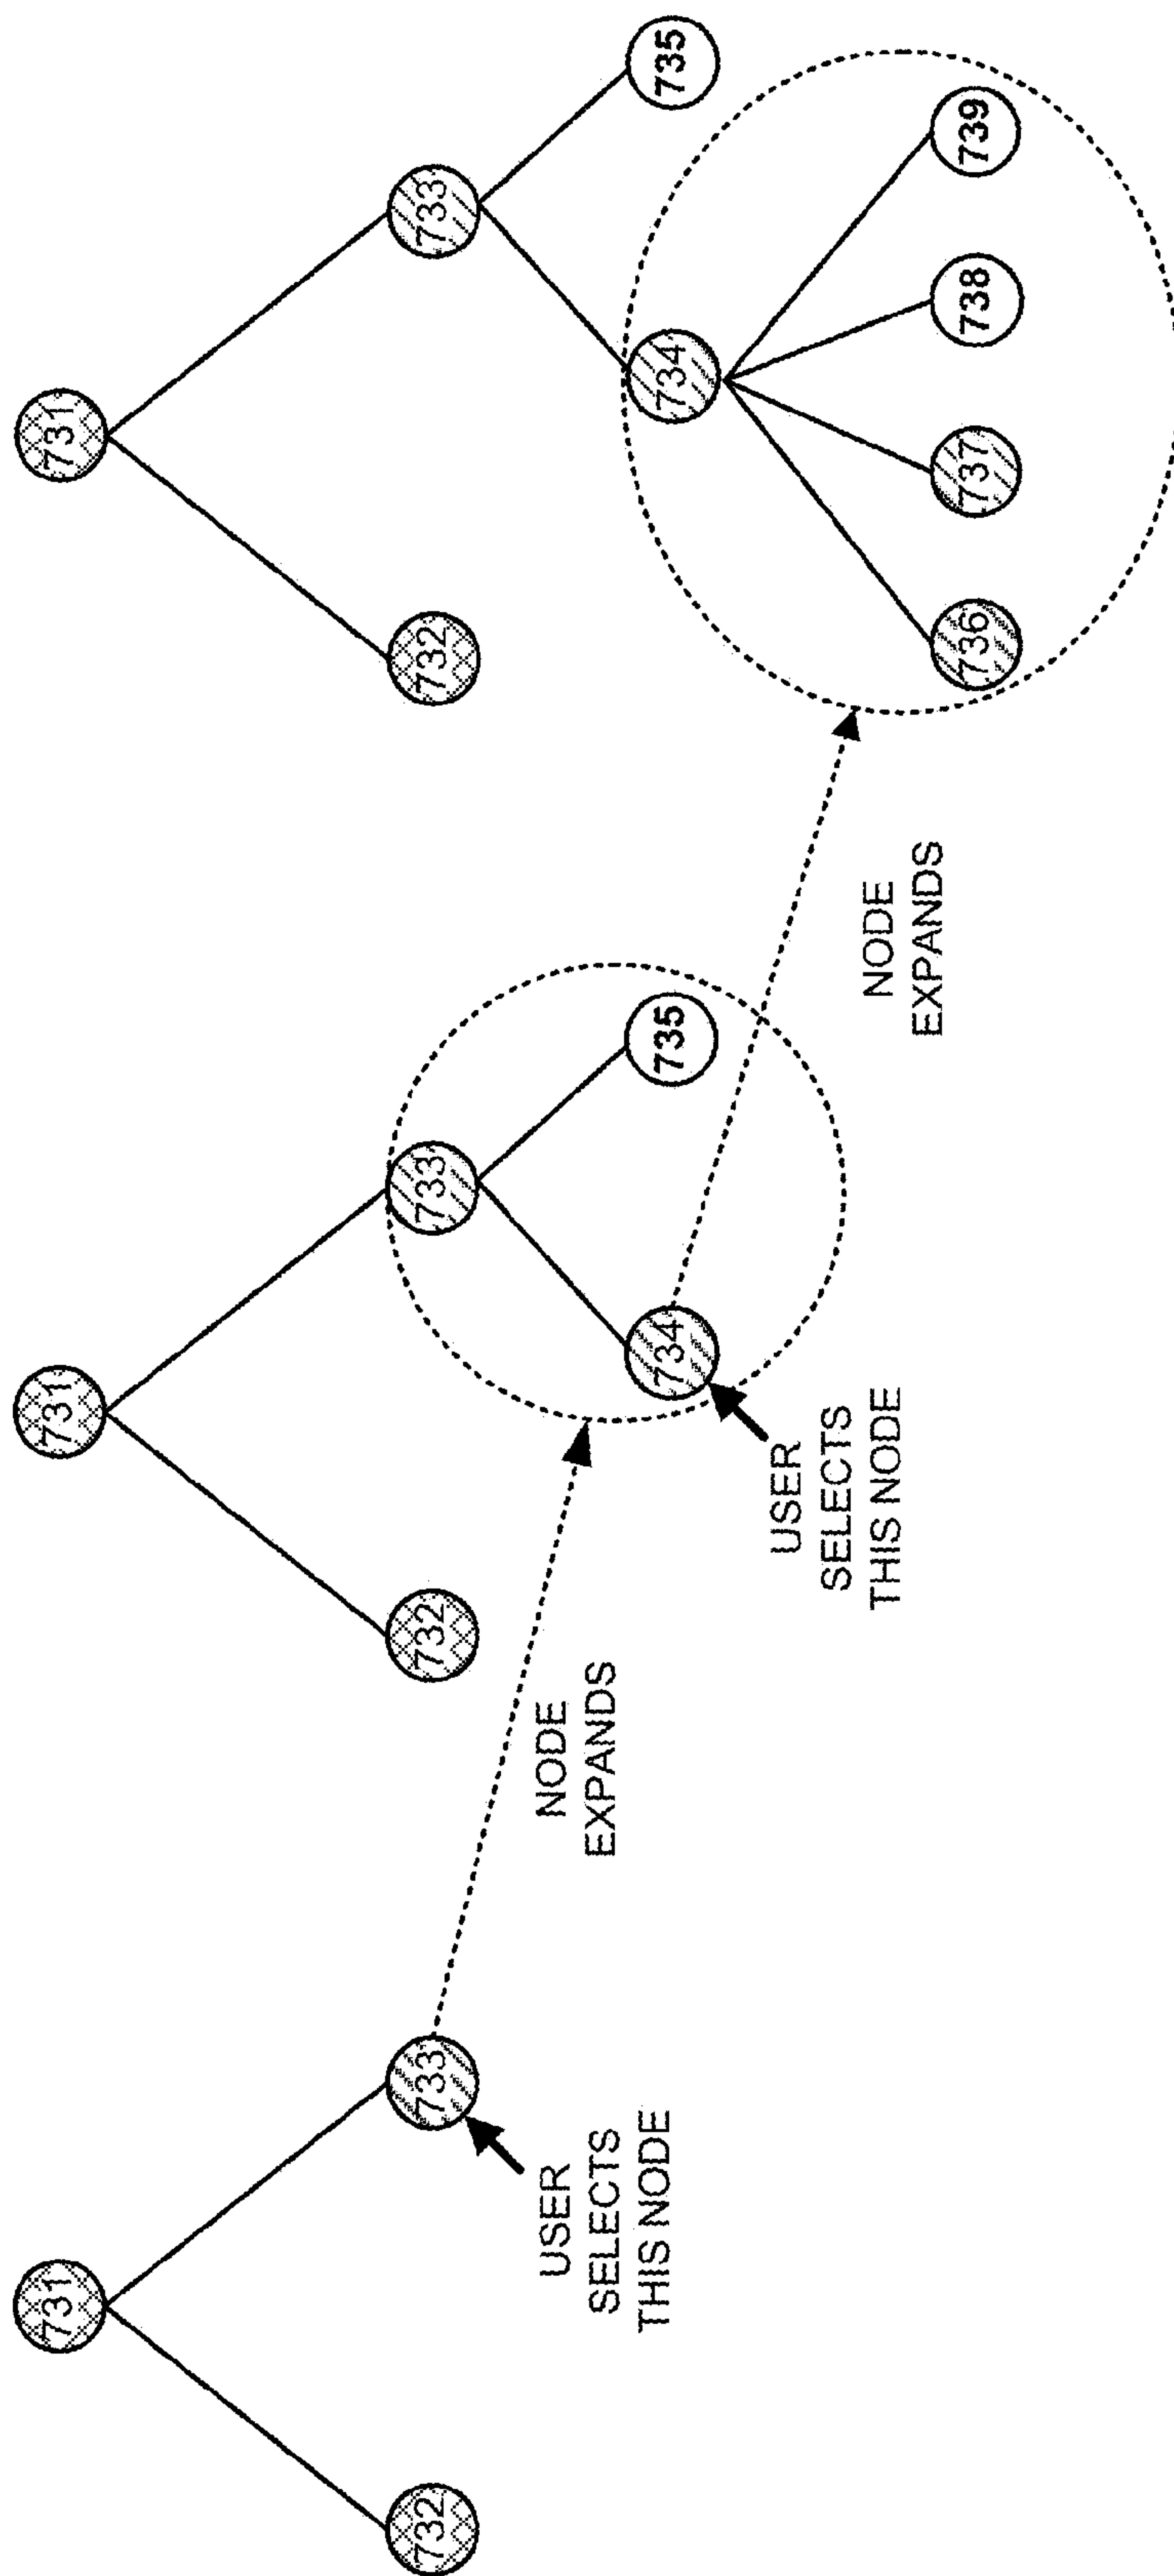 731
732
733
USER
SELECTS
THIS NODE
NODE
EXPANDS
731
732
733
734
735
USER
SELECTS
THIS NODE
NODE
EXPANDS
731
732
733
734
735
736
737
738
739